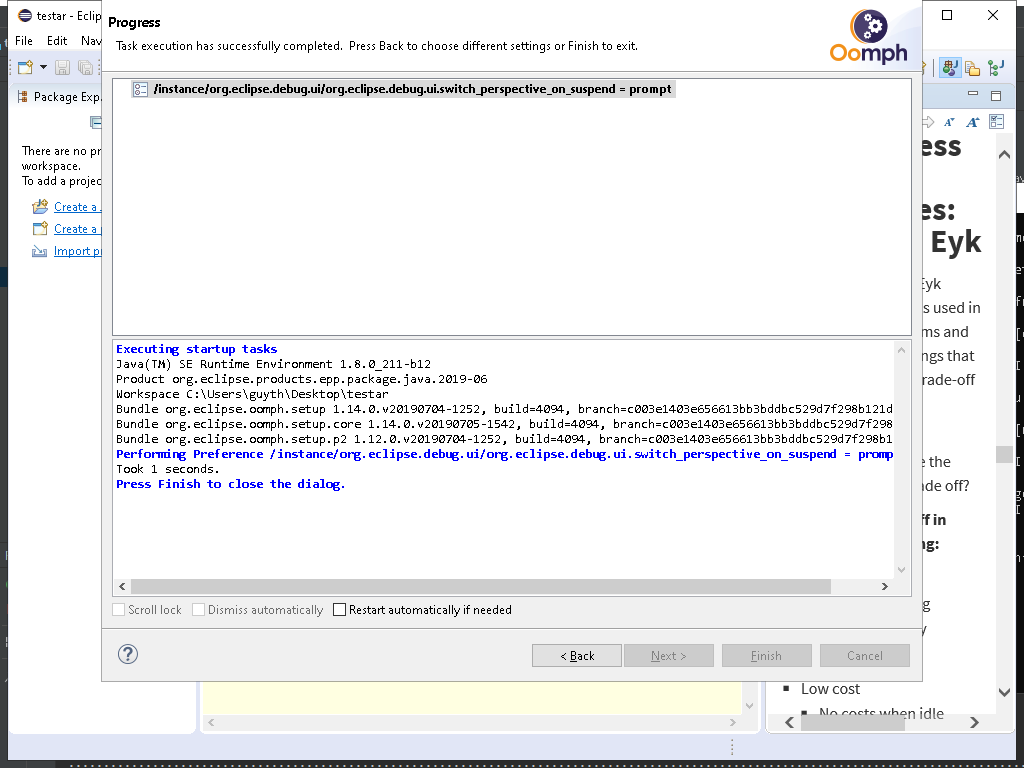 testar - Eclip
File Edit Nav
Package Exp
There are no pr
workspace.
To add a projec
Create a
Create a
Import p
Progress
Task execution has successfully completed. Press Back to choose different settings or Finish to exit.
Oomph
/instance/org.eclipse.debug.ui/org.eclipse.debug.ui.switch_perspective_on_suspend = prompt
Executing startup tasks
Java(TM) SE Runtime Environment 1.8.0_211-b12
Product org.eclipse.products.epp.package.java.2019-06
Workspace C:\Users\guyth\Desktop\testar
Bundle org.eclipse.oomph.setup 1.14.0.v20190704-1252, build=4094, branch=c003e1403e656613bb3bddbc529d7f298b121d
Bundle org.eclipse.oomph.setup.core 1.14.0.v20190705-1542, build=4094, branch=c003e1403e656613bb3bddbc529d7f298
Bundle org.eclipse.oomph.setup.p2 1.12.0.v20190704-1252, build=4094, branch=c003e1403e656613bb3bddbc529d7f298b1
Performing Preference /instance/org.eclipse.debug.ui/org.eclipse.debug.ui.switch_perspective_on_suspend = promp
Took 1 seconds.
Press Finish to close the dialog.
Scroll lock Dismiss automatically Restart automatically if needed
< Back Next > Finish Cancel
ess
es:
Eyk
Eyk
s used in
ms and
ngs that
rade-off
e the
de off?
ff in
ng:
g
y
Low cost
No costs when idle